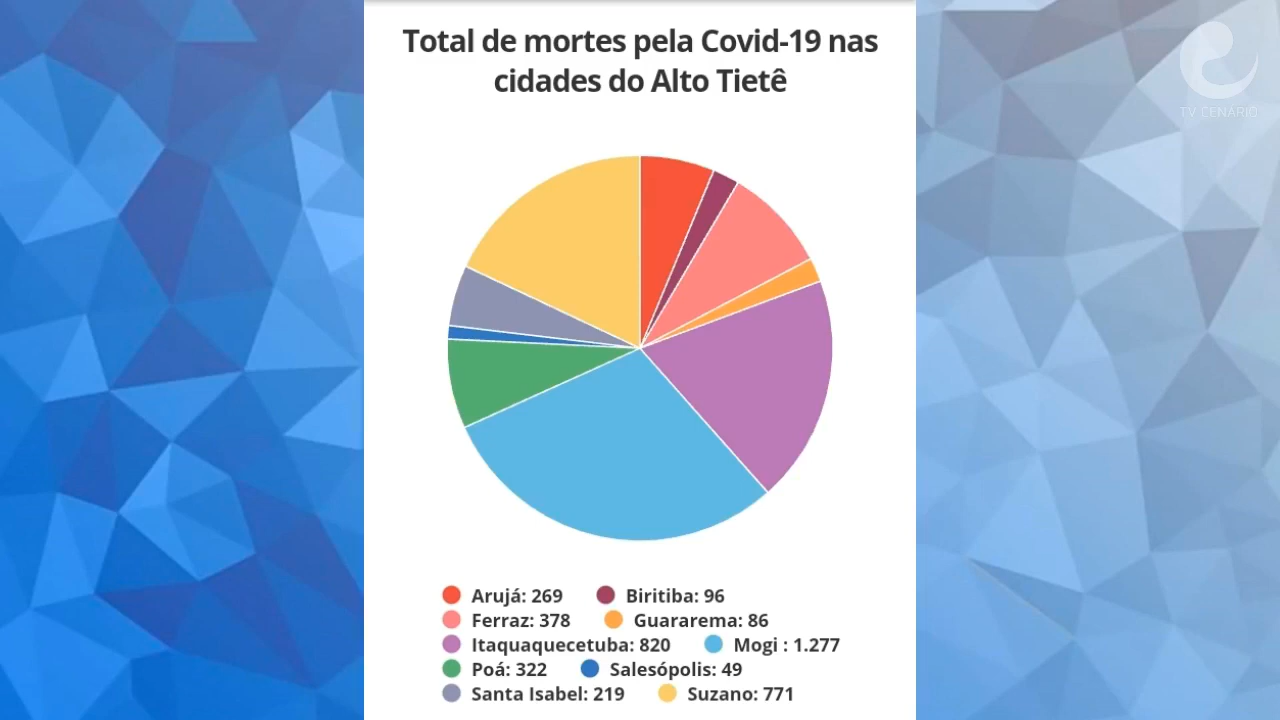 Total de mortes pela Covid-19 nas
cidades do Alto Tietê
TV CENÁRIO
Arujá: 269 Biritiba: 96
Ferraz: 378 Guararema: 86
Itaquaquecetuba: 820 Mogi : 1.277
Poá: 322 Salesópolis: 49
Santa Isabel: 219 Suzano: 771